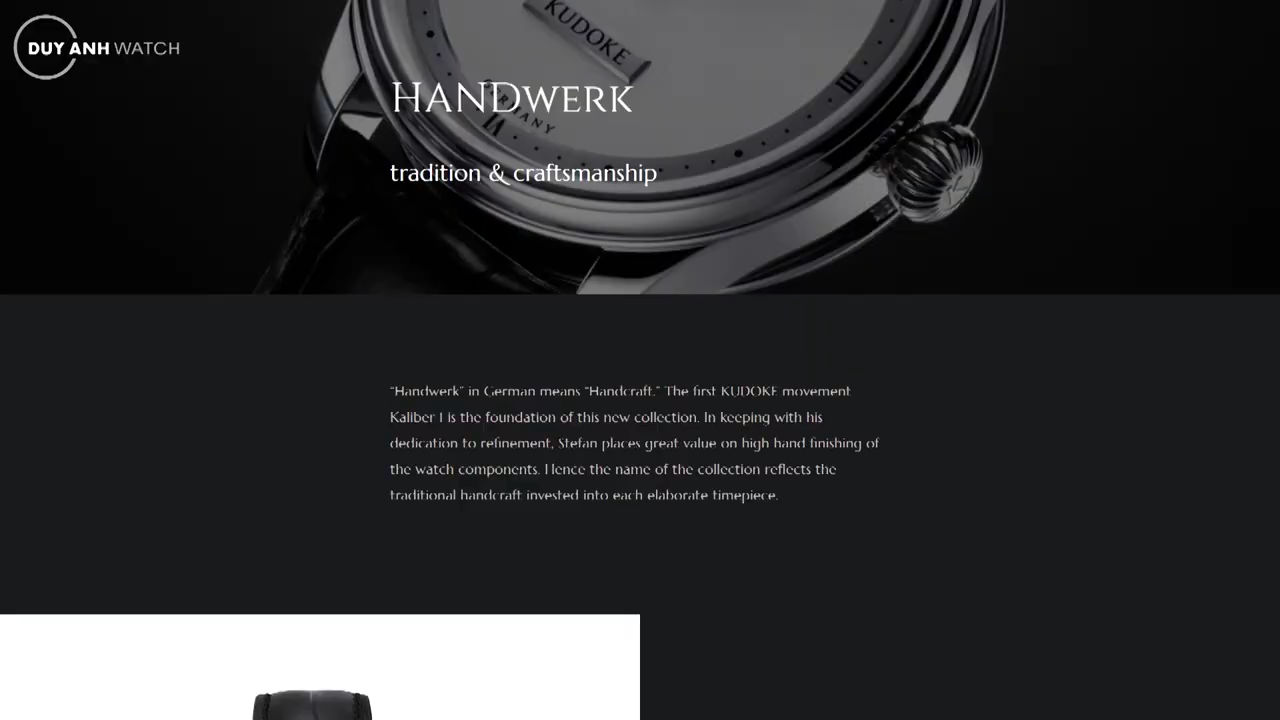 DUY ANH WATCH
KUDOKE
GERMANY
HANDWERK
tradition & craftsmanship
“Handwerk” in German means “Handcraft.” The first KUDOKE movement
Kaliber 1 is the foundation of this new collection. In keeping with his
dedication to refinement, Stefan places great value on high hand finishing of
the watch components. Hence the name of the collection reflects the
traditional handcraft invested into each elaborate timepiece.